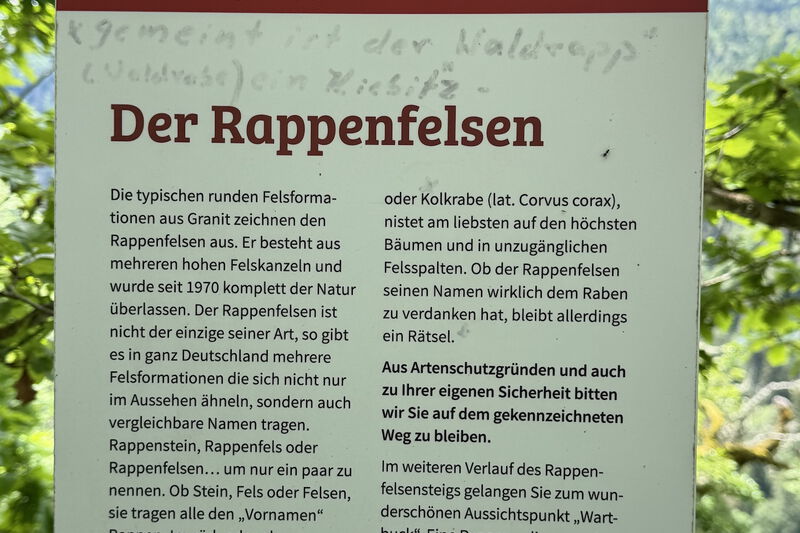 x gemeint ist der Waldrapp"
(Waldrabe) ein Kiebitz -
Der Rappenfelsen
Die typischen runden Felsforma-
tionen aus Granit zeichnen den
Rappenfelsen aus. Er besteht aus
mehreren hohen Felskanzeln und
wurde seit 1970 komplett der Natur
überlassen. Der Rappenfelsen ist
nicht der einzige seiner Art, so gibt
es in ganz Deutschland mehrere
Felsformationen die sich nicht nur
im Aussehen ähneln, sondern auch
vergleichbare Namen tragen.
Rappenstein, Rappenfels oder
Rappenfelsen… um nur ein paar zu
nennen. Ob Stein, Fels oder Felsen,
sie tragen alle den „Vornamen“
oder Kolkrabe (lat. Corvus corax),
nistet am liebsten auf den höchsten
Bäumen und in unzugänglichen
Felsspalten. Ob der Rappenfelsen
seinen Namen wirklich dem Raben
zu verdanken hat, bleibt allerdings
ein Rätsel.
Aus Artenschutzgründen und auch
zu Ihrer eigenen Sicherheit bitten
wir Sie auf dem gekennzeichneten
Weg zu bleiben.
Im weiteren Verlauf des Rappen-
felsensteigs gelangen Sie zum wun-
derschönen Aussichtspunkt „Wart-